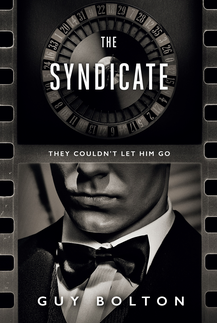 THE
SYNDICATE
THEY COULDN'T LET HIM GO
GUY BOLTON